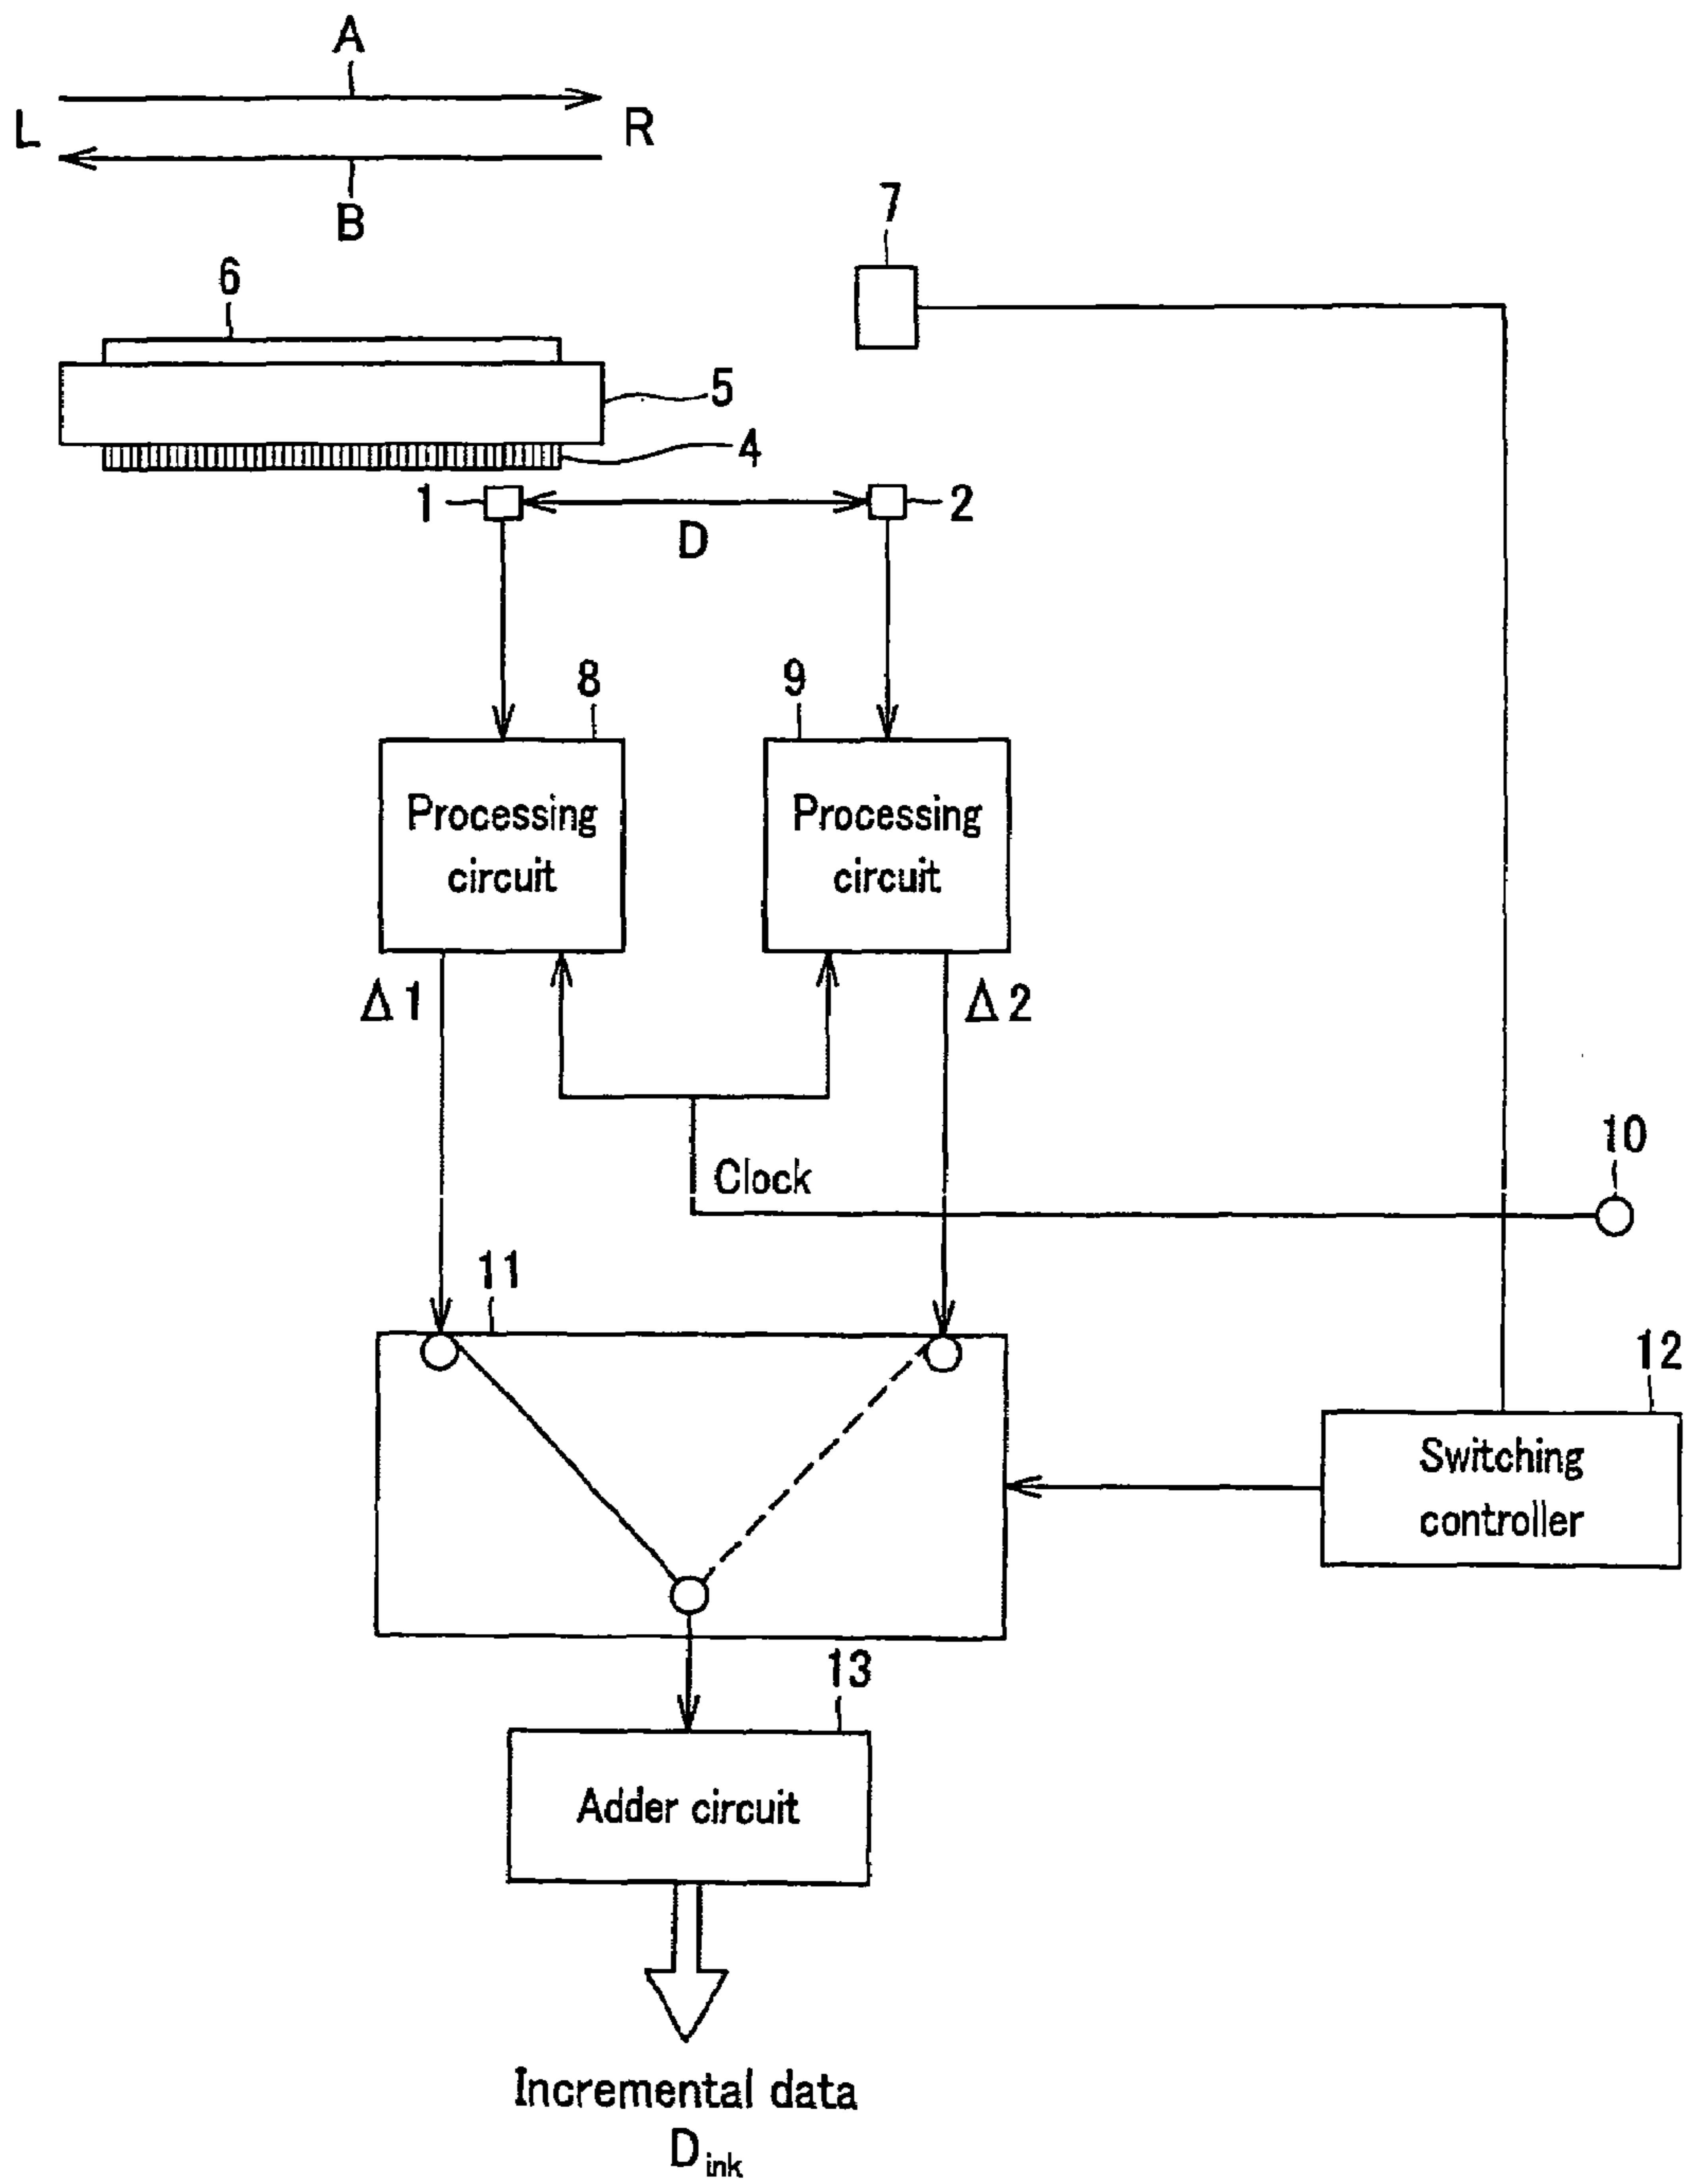 A
L
R
B
7
6
5
4
1
2
D
8
9
Processing
circuit
Processing
circuit
Δ1
Δ2
10
Clock
11
12
Switching
controller
13
Adder circuit
Incremental data
Dink